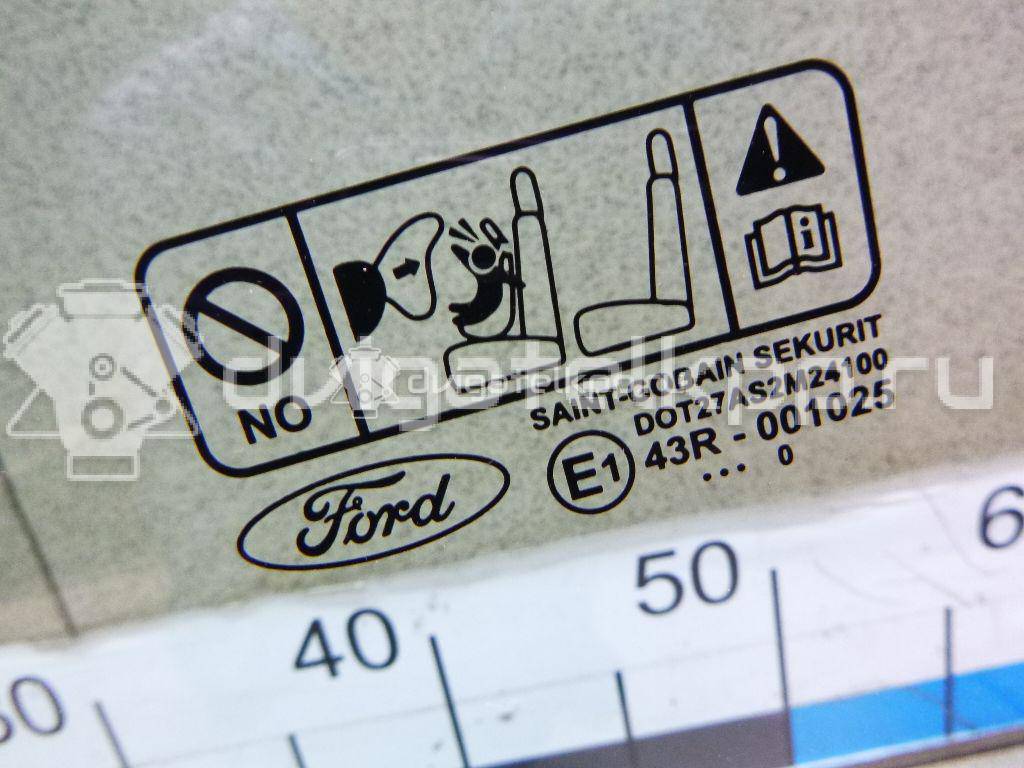 NO
Ford
SAINT-GOBAIN SEKURIT
DOT27AS2M24100
E1 43R - 001025
... 0
40
50